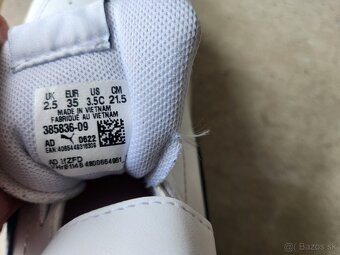 UK EUR US CM
2.5 35 3.5C 21.5
MADE IN VIETNAM
FABRIQUE AU VIETNAM
385836-09
AD 0622
© Bazar.sk